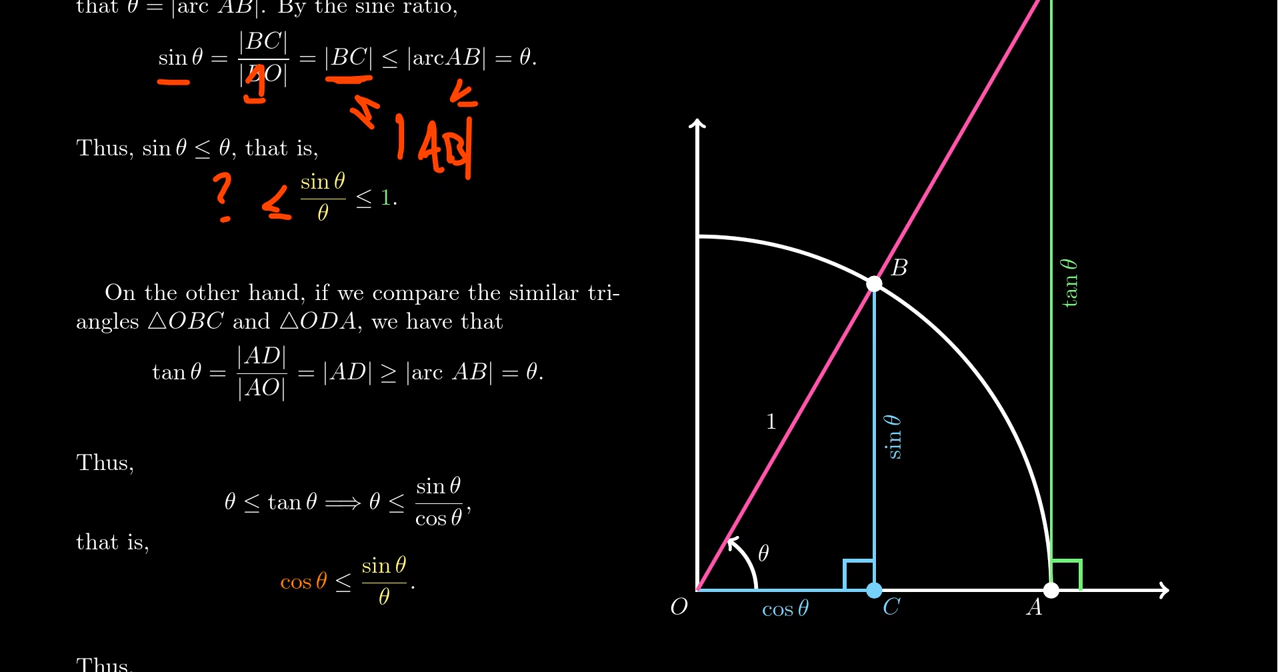 that θ = |arc AB|. By the sine ratio,
sin θ = |BC| / |BO| = |BC| ≤ |arcAB| = θ.
1
≤ |AB| ≤
Thus, sin θ ≤ θ, that is,
? ≤ sin θ / θ ≤ 1.
On the other hand, if we compare the similar tri-
angles △OBC and △ODA, we have that
tan θ = |AD| / |AO| = |AD| ≥ |arc AB| = θ.
Thus,
θ ≤ tan θ ⟹ θ ≤ sin θ / cos θ,
that is,
cos θ ≤ sin θ / θ.
Thus,
B
tan θ
1
sin θ
θ
O
cos θ
C
A